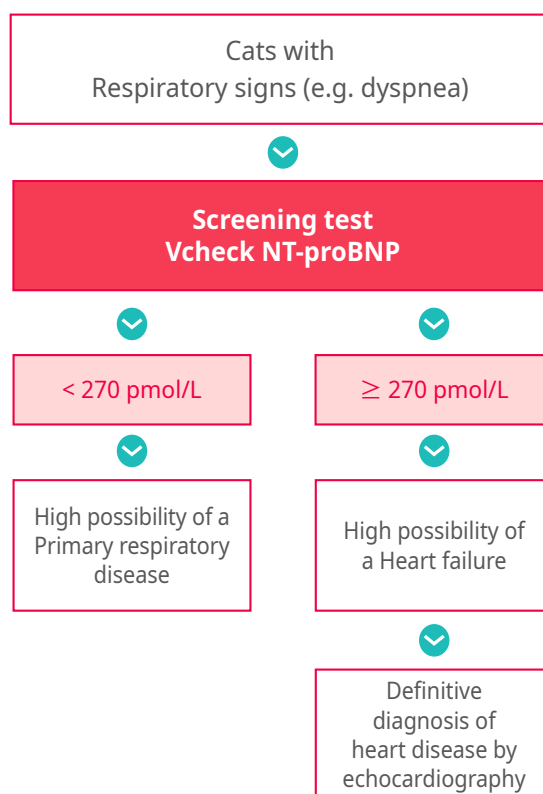 Cats with
Respiratory signs (e.g. dyspnea)
Screening test
Vcheck NT-proBNP
< 270 pmol/L
≥ 270 pmol/L
High possibility of a
Primary respiratory
disease
High possibility of
a Heart failure
Definitive
diagnosis of
heart disease by
echocardiography